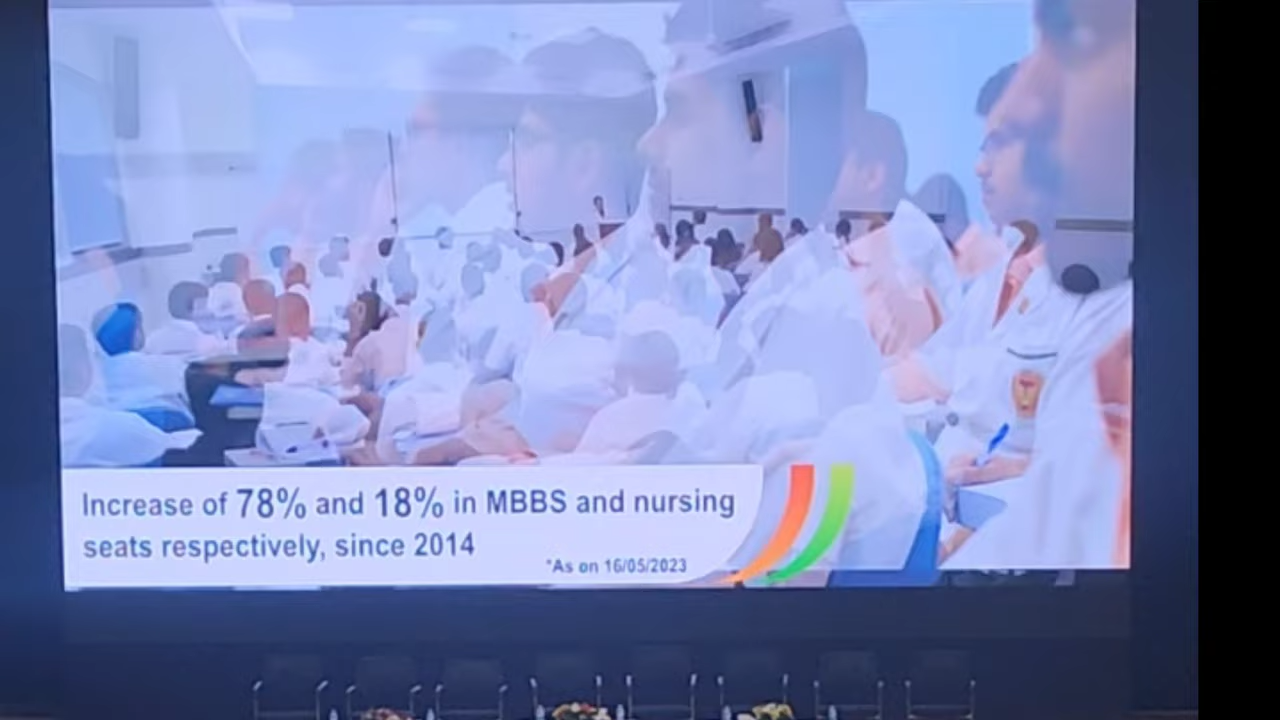 Increase of 78% and 18% in MBBS and nursing
seats respectively, since 2014
*As on 16/05/2023